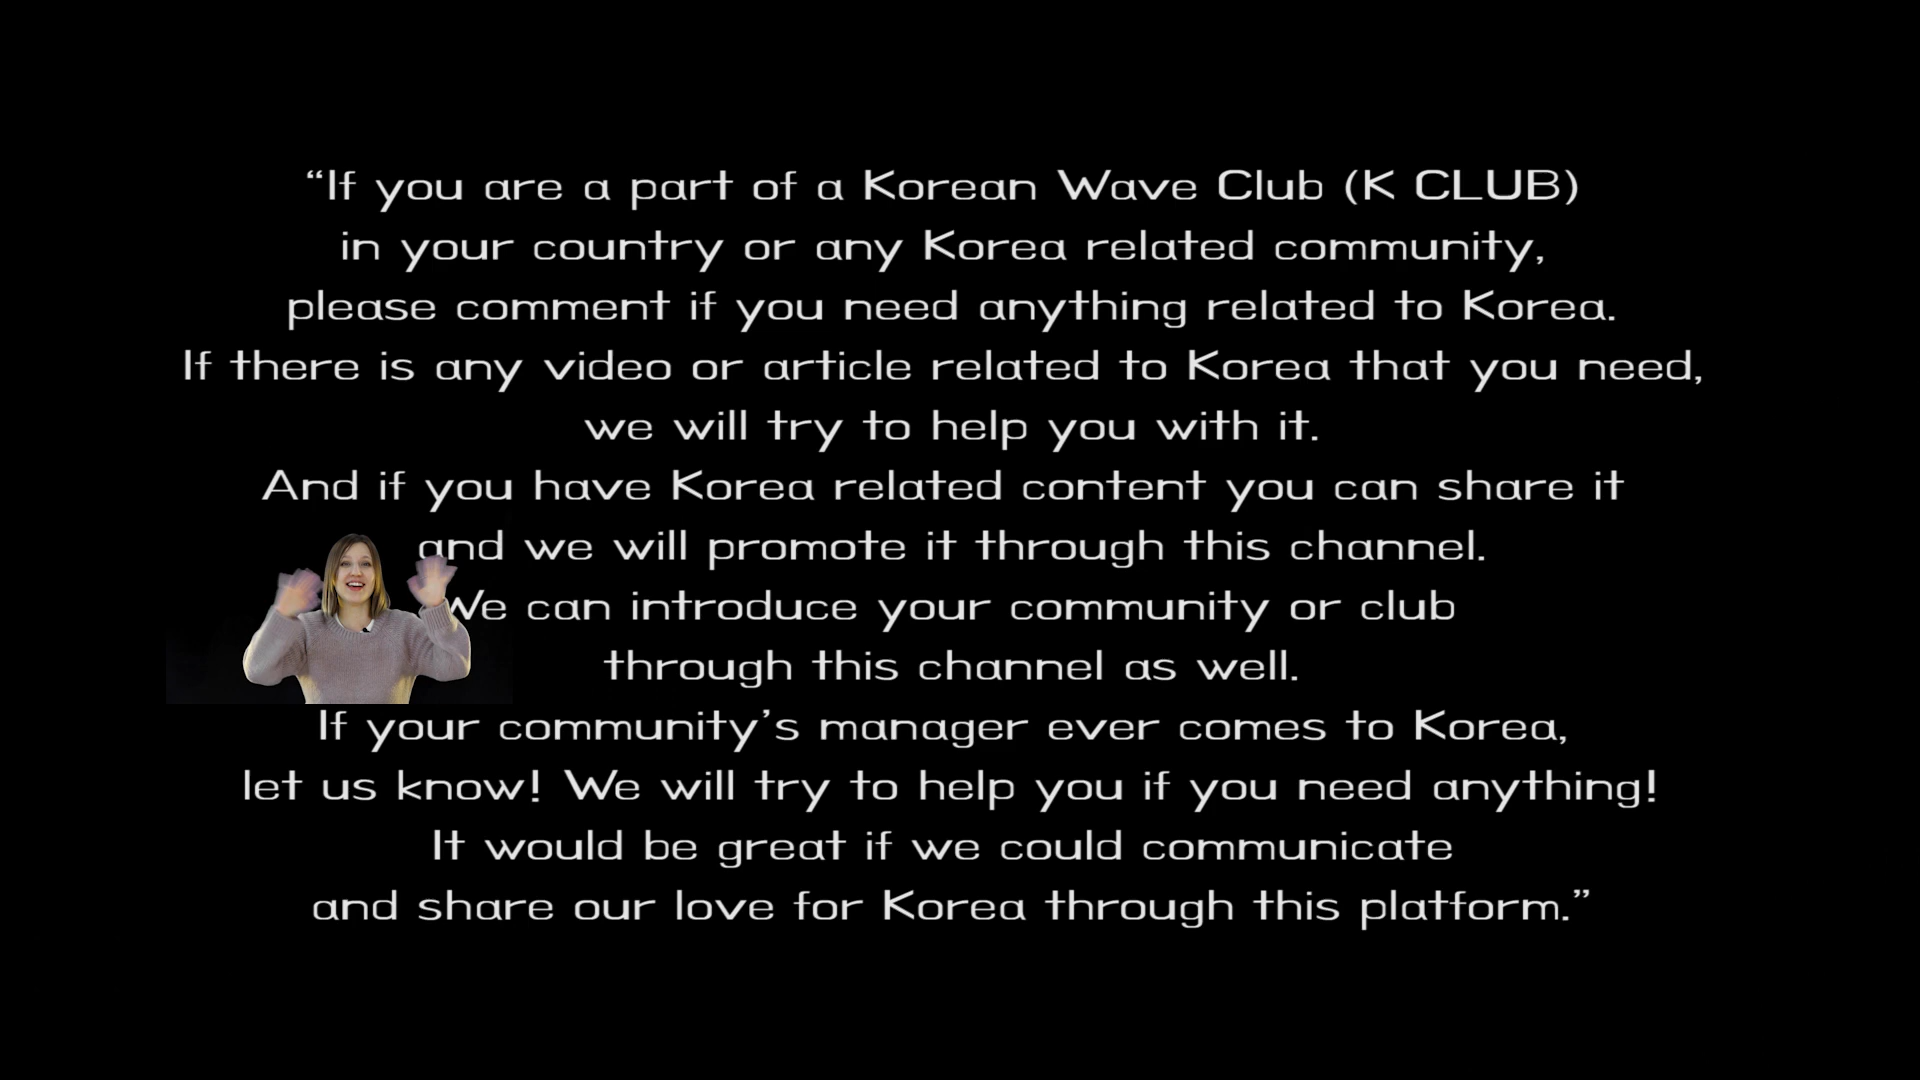 “If you are a part of a Korean Wave Club (K CLUB)
in your country or any Korea related community,
please comment if you need anything related to Korea.
If there is any video or article related to Korea that you need,
we will try to help you with it.
And if you have Korea related content you can share it
and we will promote it through this channel.
We can introduce your community or club
through this channel as well.
If your community’s manager ever comes to Korea,
let us know! We will try to help you if you need anything!
It would be great if we could communicate
and share our love for Korea through this platform.”